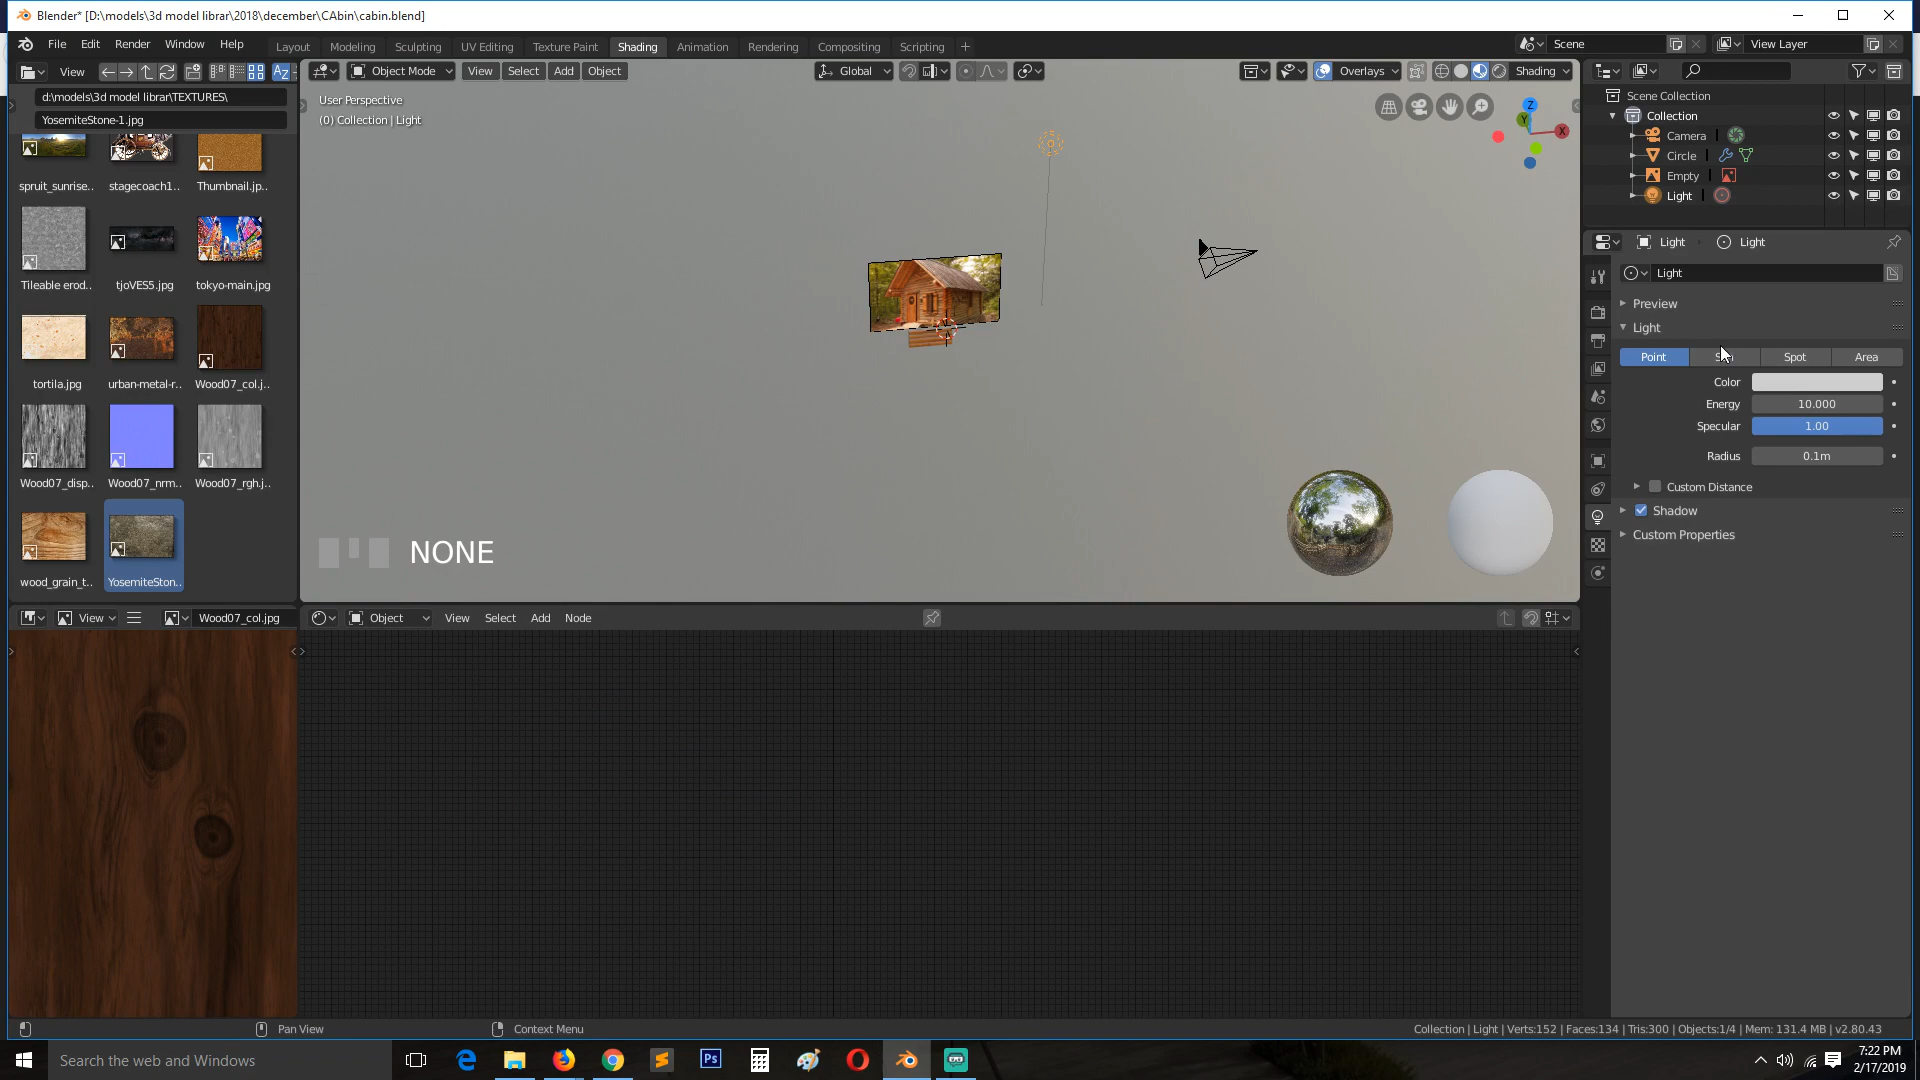 Blender* [D:\models\3d model librar\2018\december\CAbin\cabin.blend]
File Edit Render Window Help
Layout Modeling Sculpting UV Editing Texture Paint Shading Animation Rendering Compositing Scripting +
Scene
View Layer
View
Object Mode
View Select Add Object
Global
Overlays
Shading
d:\models\3d model librar\TEXTURES\
YosemiteStone-1.jpg
spruit_sunrise.. stagecoach1.. Thumbnail.jp..
Tileable erod.. tjoVES5.jpg tokyo-main.jpg
tortila.jpg urban-metal-r.. Wood07_col.j..
Wood07_disp.. Wood07_nrm.. Wood07_rgh.j..
wood_grain_t.. YosemiteSton..
User Perspective
(0) Collection | Light
Z
Y
X
NONE
Scene Collection
Collection
Camera
Circle
Empty
Light
Light Light
Light
Preview
Light
Point Spot Area
Color
Energy 10.000
Specular 1.00
Radius 0.1m
Custom Distance
Shadow
Custom Properties
View Wood07_col.jpg
Object View Select Add Node
Pan View
Context Menu
Collection | Light | Verts:152 | Faces:134 | Tris:300 | Objects:1/4 | Mem: 131.4 MB | v2.80.43
Search the web and Windows
Ps
7:22 PM
2/17/2019